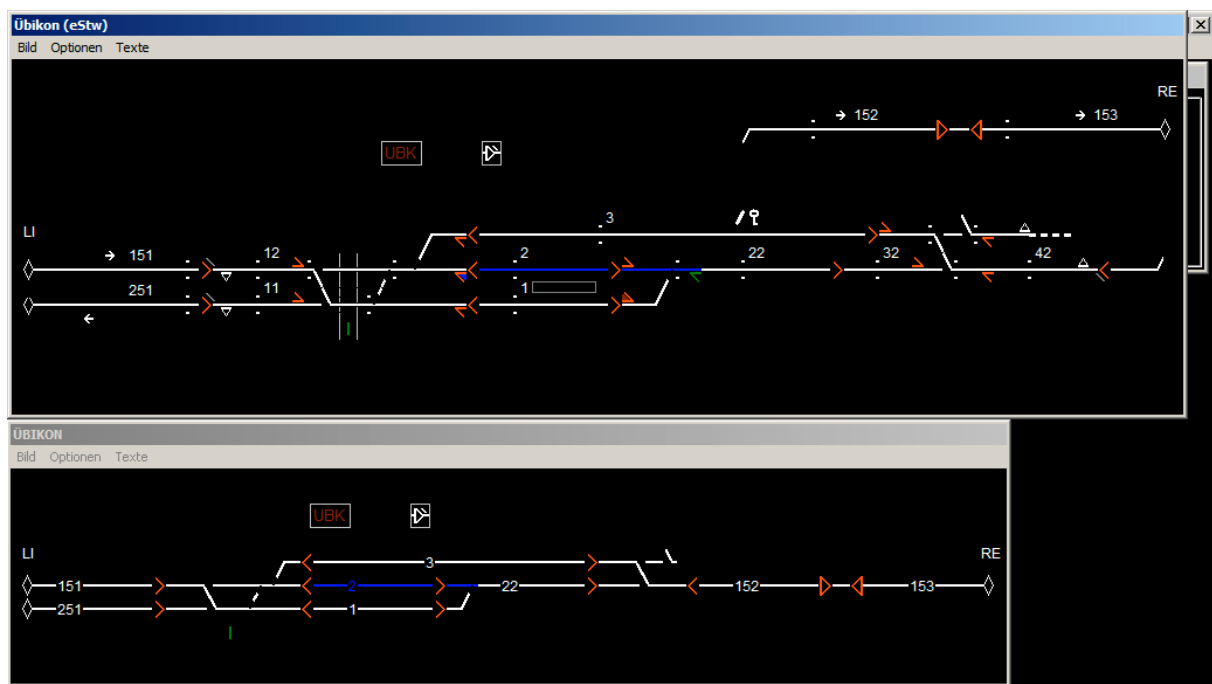 Übikon (eStw)
Bild Optionen Texte
RE
→ 152 → 153
UBK
3
LI
→ 151 12 2 22 32 42
251 11 1
←
ÜBIKON
Bild Optionen Texte
UBK
LI RE
3
151 2 22 152 153
251 1